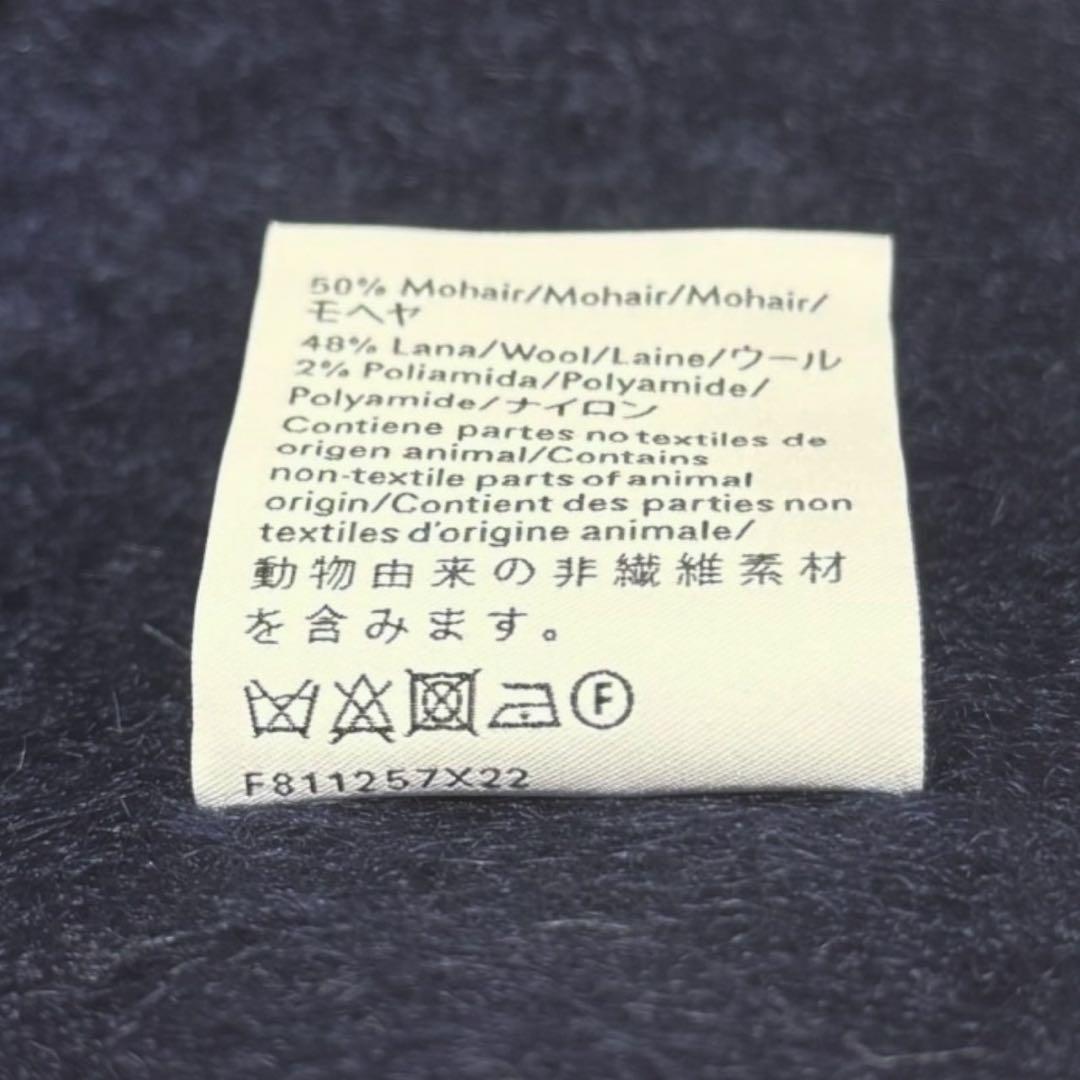 50% Mohair/Mohair/Mohair/
モヘヤ
48% Lana/Wool/Laine/ウール
2% Poliamida/Polyamide/
Polyamide/ナイロン
Contiene partes no textiles de
origen animal/Contains
non-textile parts of animal
origin/Contient des parties non
textiles d'origine animale/
動物由来の非繊維素材
を含みます。
F
F811257X22